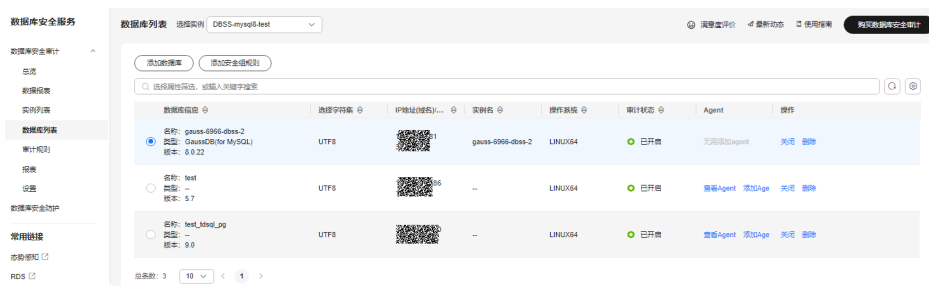 数据库安全服务
数据库安全审计
总览
数据报表
实例列表
数据库列表
审计规则
报表
设置
数据库安全防护
常用链接
态势感知
RDS
数据库列表 选择实例 DBSS-mysql8-test
满意度评价 最新动态 使用指南 购买数据库安全审计
添加数据库 添加安全组规则
选择属性筛选，或输入关键字搜索
数据库信息 选择字符集 IP地址(域名)/... 实例名 操作系统 审计状态 Agent 操作
名称: gauss-6966-dbss-2
类型: GaussDB(for MySQL) UTF8 gauss-6966-dbss-2 LINUX64 已开启 无需添加agent 关闭 删除
版本: 8.0.22
名称: test
类型: -- UTF8 -- LINUX64 已开启 查看Agent 添加Age 关闭 删除
版本: 5.7
名称: test_tdsql_pg
类型: -- UTF8 -- LINUX64 已开启 查看Agent 添加Age 关闭 删除
版本: 9.0
总条数: 3 10 1